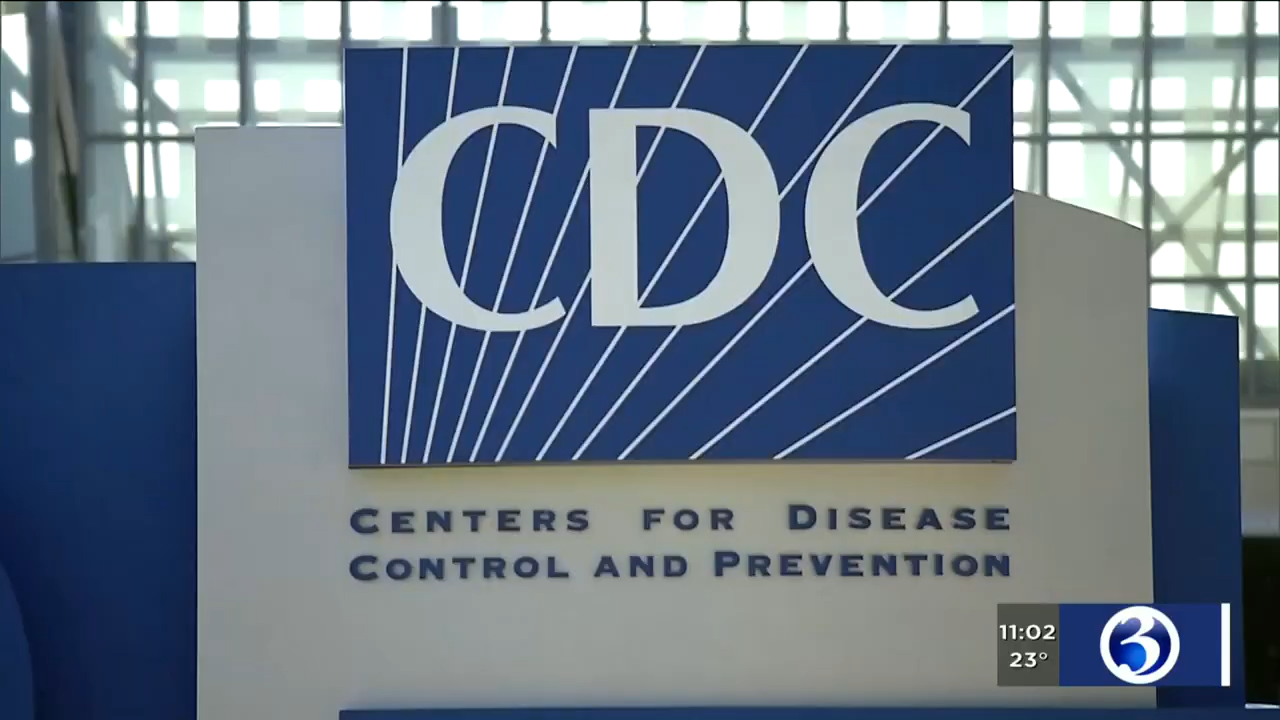 CDC
CENTERS FOR DISEASE
CONTROL AND PREVENTION
11:02
23°
3